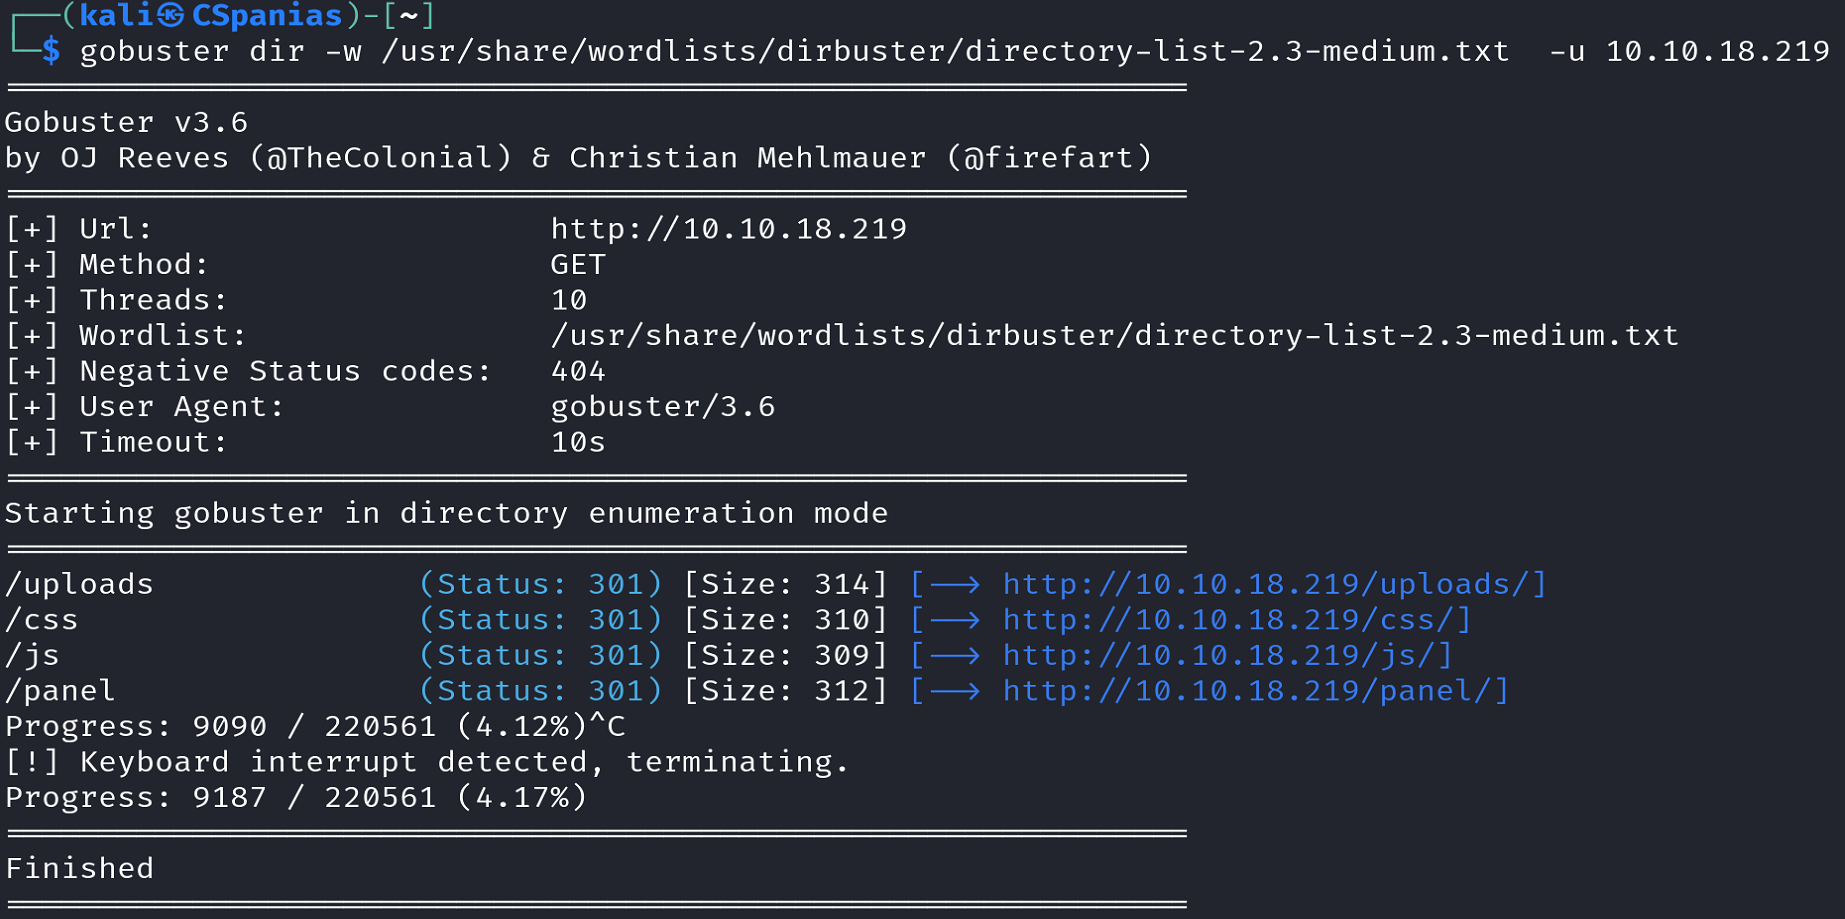 ┌──(kali㉿CSpanias)-[~]
└─$ gobuster dir -w /usr/share/wordlists/dirbuster/directory-list-2.3-medium.txt  -u 10.10.18.219
===============================================================
Gobuster v3.6
by OJ Reeves (@TheColonial) & Christian Mehlmauer (@firefart)
===============================================================
[+] Url:                     http://10.10.18.219
[+] Method:                  GET
[+] Threads:                 10
[+] Wordlist:                /usr/share/wordlists/dirbuster/directory-list-2.3-medium.txt
[+] Negative Status codes:   404
[+] User Agent:              gobuster/3.6
[+] Timeout:                 10s
===============================================================
Starting gobuster in directory enumeration mode
===============================================================
/uploads              (Status: 301) [Size: 314] [--> http://10.10.18.219/uploads/]
/css                  (Status: 301) [Size: 310] [--> http://10.10.18.219/css/]
/js                   (Status: 301) [Size: 309] [--> http://10.10.18.219/js/]
/panel                (Status: 301) [Size: 312] [--> http://10.10.18.219/panel/]
Progress: 9090 / 220561 (4.12%)^C
[!] Keyboard interrupt detected, terminating.
Progress: 9187 / 220561 (4.17%)
===============================================================
Finished
===============================================================